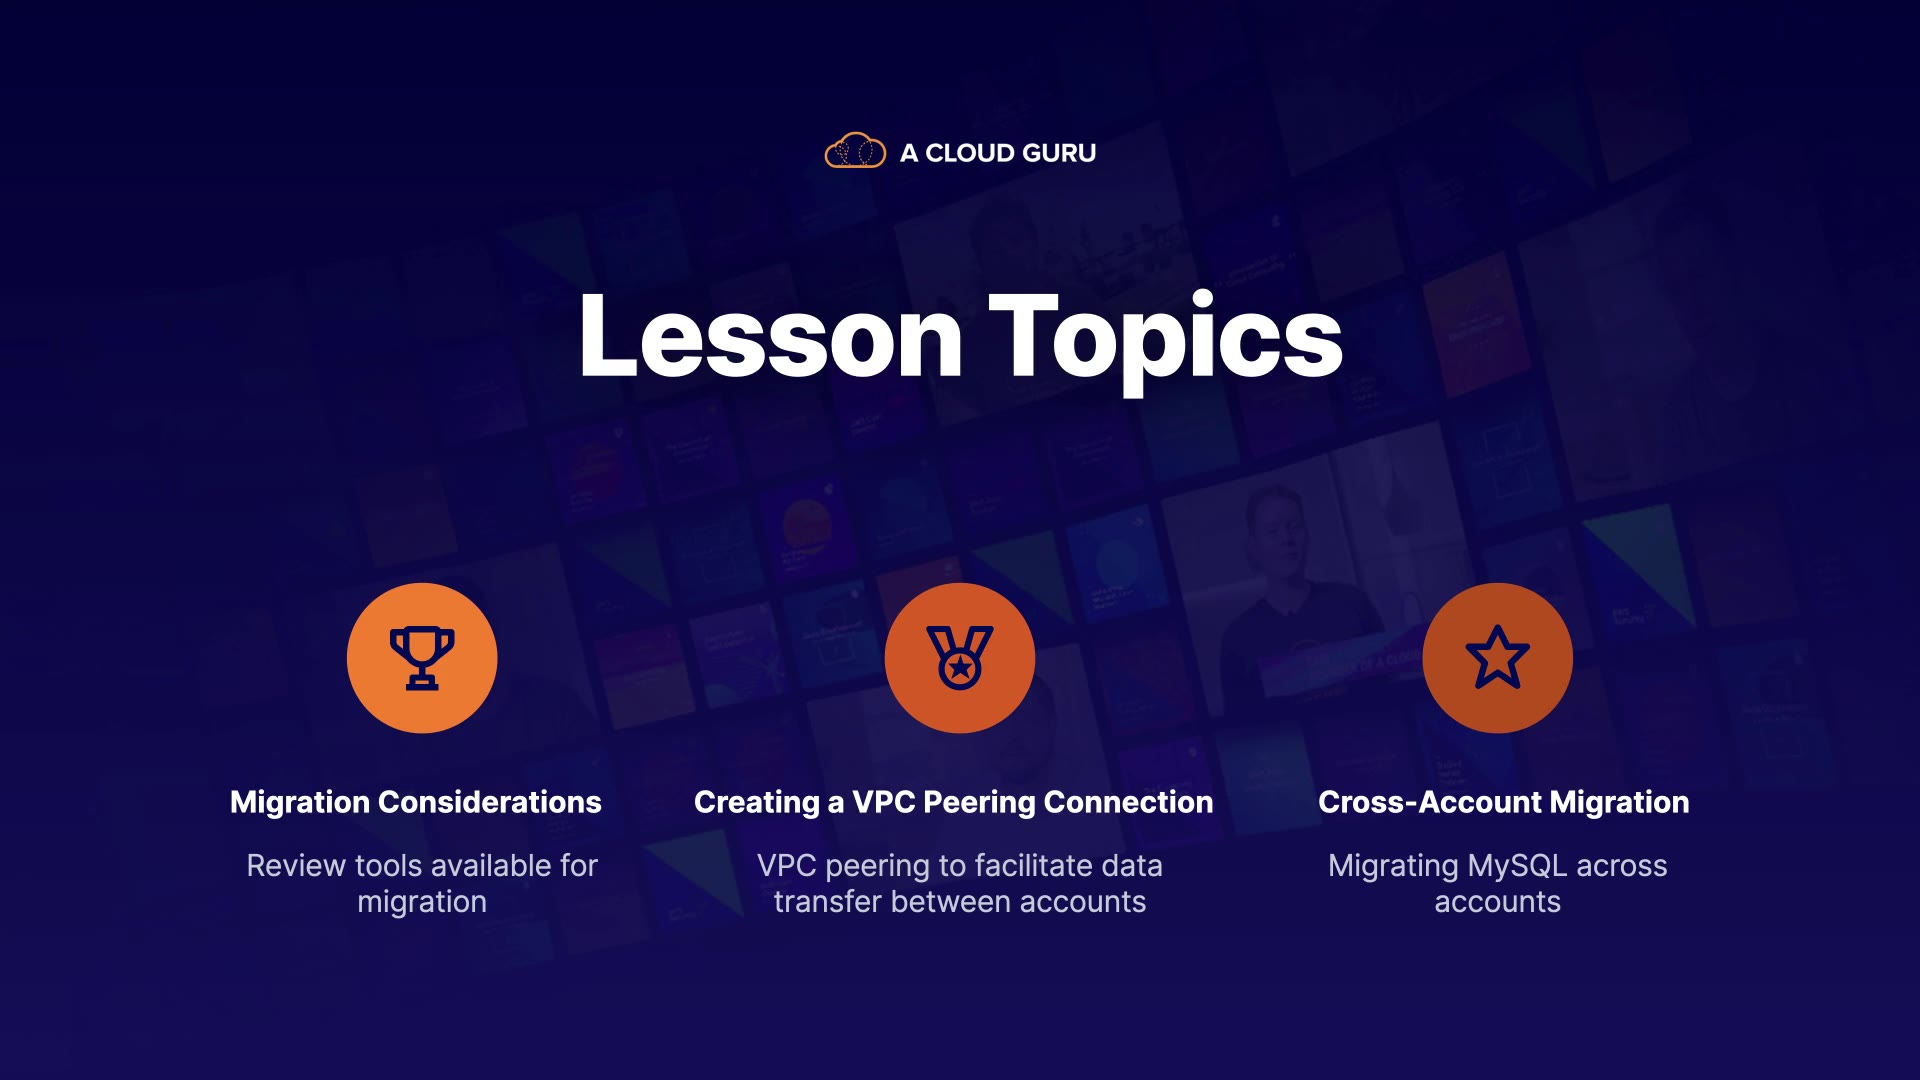 A CLOUD GURU
Lesson Topics
Migration Considerations
Review tools available for
migration
Creating a VPC Peering Connection
VPC peering to facilitate data
transfer between accounts
Cross-Account Migration
Migrating MySQL across
accounts